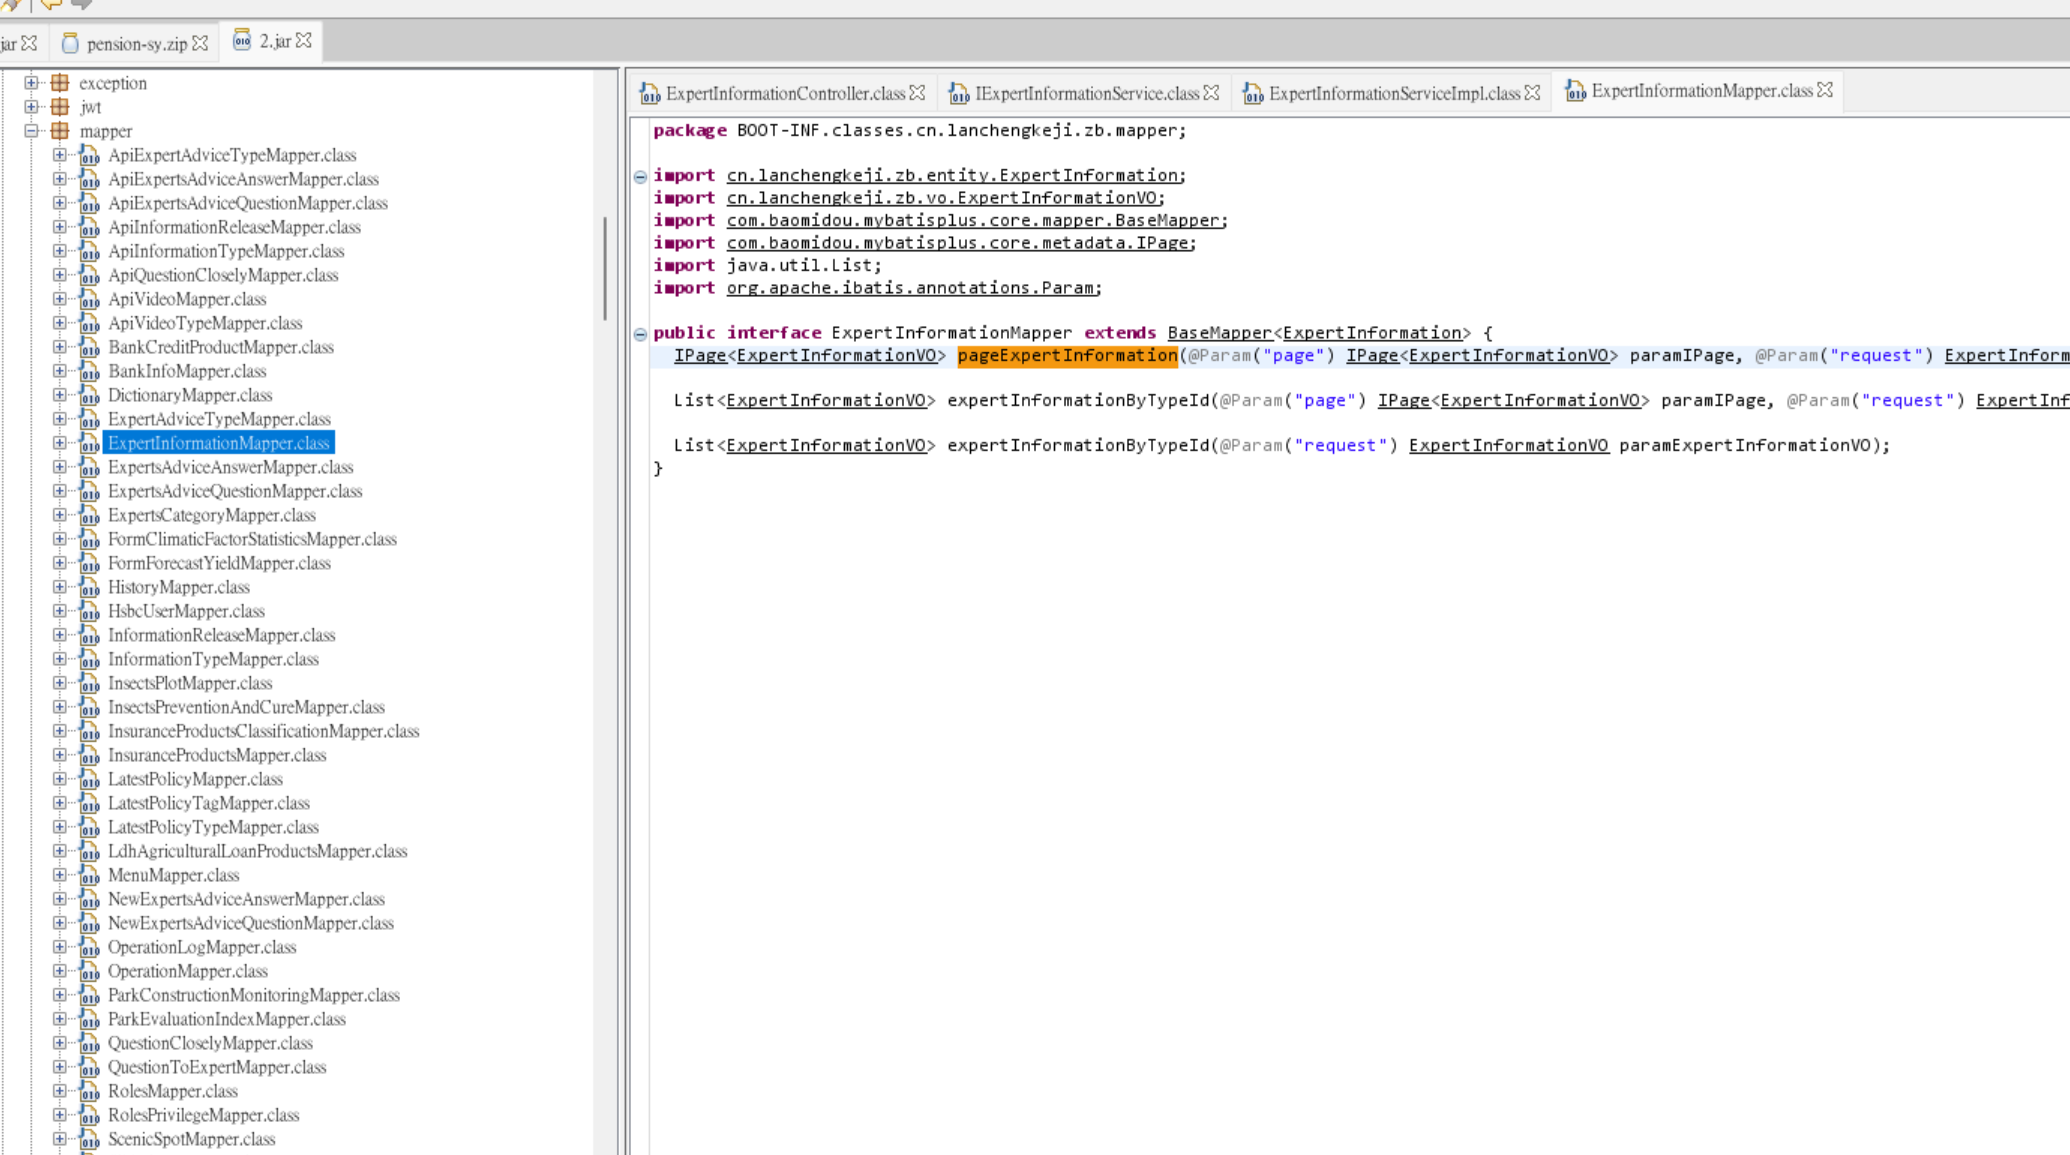 jar
pension-sy.zip
2.jar
exception
jwt
mapper
ApiExpertAdviceTypeMapper.class
ApiExpertsAdviceAnswerMapper.class
ApiExpertsAdviceQuestionMapper.class
ApiInformationReleaseMapper.class
ApiInformationTypeMapper.class
ApiQuestionCloselyMapper.class
ApiVideoMapper.class
ApiVideoTypeMapper.class
BankCreditProductMapper.class
BankInfoMapper.class
DictionaryMapper.class
ExpertAdviceTypeMapper.class
ExpertInformationMapper.class
ExpertsAdviceAnswerMapper.class
ExpertsAdviceQuestionMapper.class
ExpertsCategoryMapper.class
FormClimaticFactorStatisticsMapper.class
FormForecastYieldMapper.class
HistoryMapper.class
HsbcUserMapper.class
InformationReleaseMapper.class
InformationTypeMapper.class
InsectsPlotMapper.class
InsectsPreventionAndCureMapper.class
InsuranceProductsClassificationMapper.class
InsuranceProductsMapper.class
LatestPolicyMapper.class
LatestPolicyTagMapper.class
LatestPolicyTypeMapper.class
LdhAgriculturalLoanProductsMapper.class
MenuMapper.class
NewExpertsAdviceAnswerMapper.class
NewExpertsAdviceQuestionMapper.class
OperationLogMapper.class
OperationMapper.class
ParkConstructionMonitoringMapper.class
ParkEvaluationIndexMapper.class
QuestionCloselyMapper.class
QuestionToExpertMapper.class
RolesMapper.class
RolesPrivilegeMapper.class
ScenicSpotMapper.class
ExpertInformationController.class
IExpertInformationService.class
ExpertInformationServiceImpl.class
ExpertInformationMapper.class
package BOOT-INF.classes.cn.lanchengkeji.zb.mapper;
import cn.lanchengkeji.zb.entity.ExpertInformation;
import cn.lanchengkeji.zb.vo.ExpertInformationVO;
import com.baomidou.mybatisplus.core.mapper.BaseMapper;
import com.baomidou.mybatisplus.core.metadata.IPage;
import java.util.List;
import org.apache.ibatis.annotations.Param;
public interface ExpertInformationMapper extends BaseMapper<ExpertInformation> {
IPage<ExpertInformationVO> pageExpertInformation(@Param("page") IPage<ExpertInformationVO> paramIPage, @Param("request") ExpertInform
List<ExpertInformationVO> expertInformationByTypeId(@Param("page") IPage<ExpertInformationVO> paramIPage, @Param("request") ExpertInf
List<ExpertInformationVO> expertInformationByTypeId(@Param("request") ExpertInformationVO paramExpertInformationVO);
}